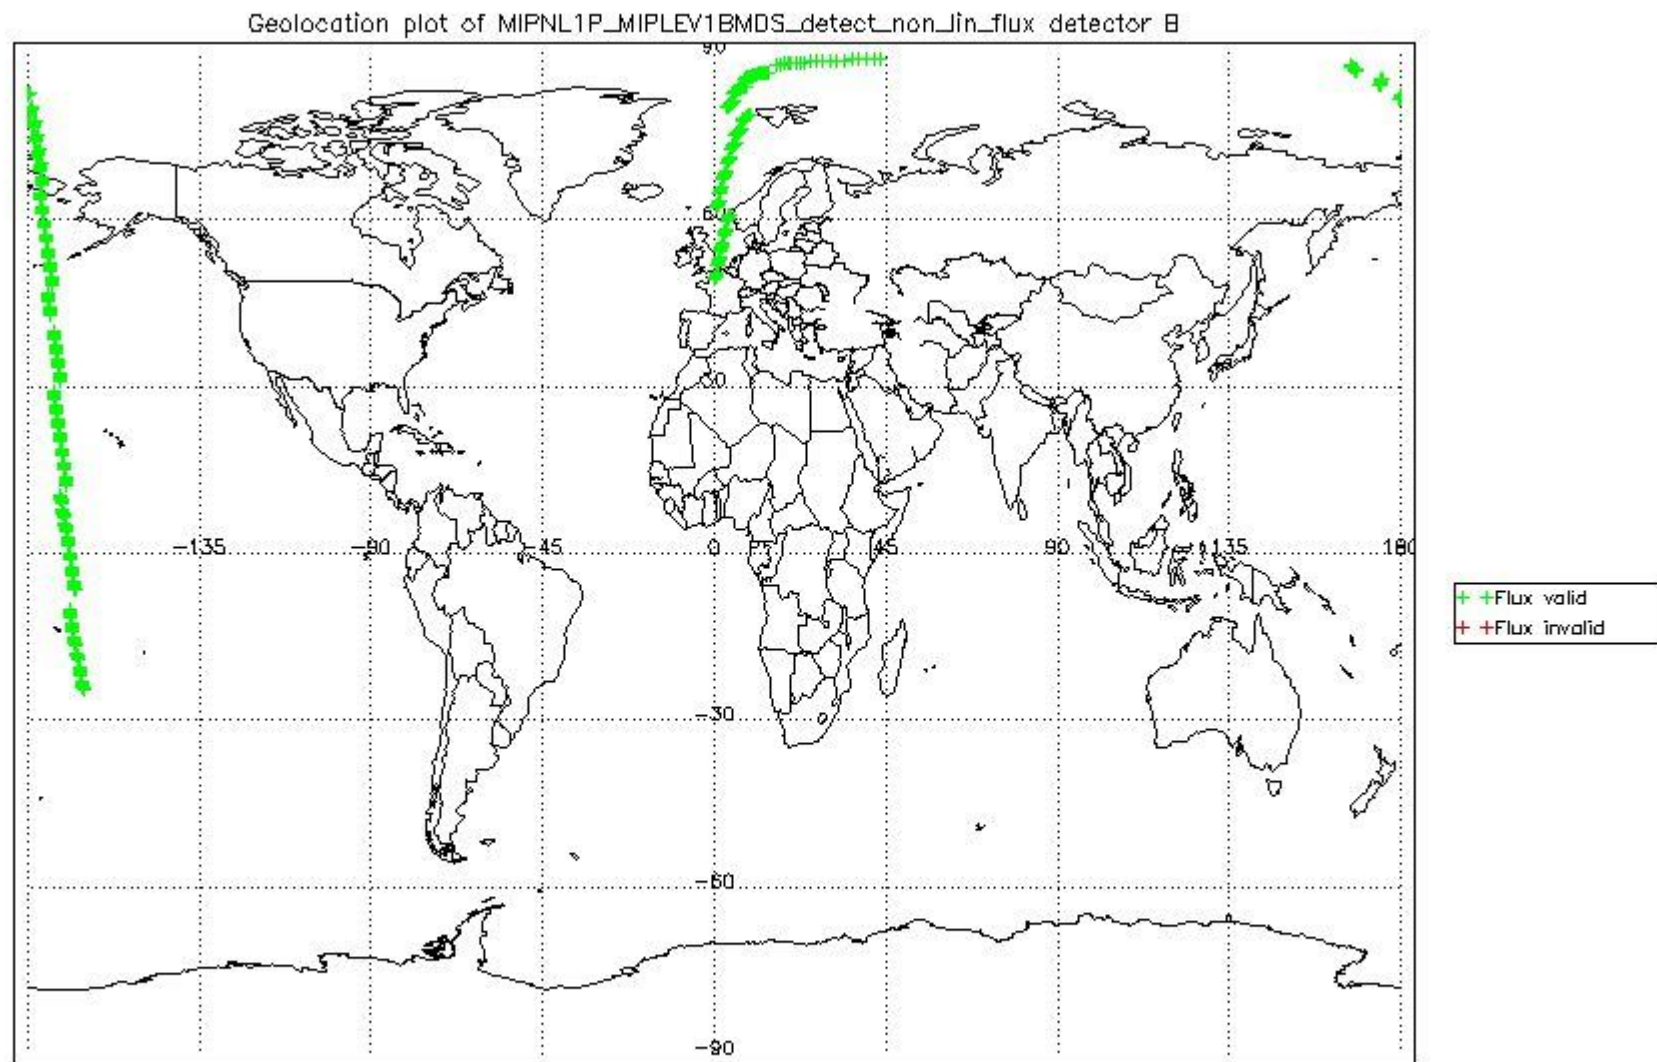 Geolocation plot of MIPNL1P_MIPLEV1BMDS_detect_non_lin_flux detector B
90
60
30
-135 -90 -45 0 45 90 135 180
-30
-60
-90
Flux valid
Flux invalid